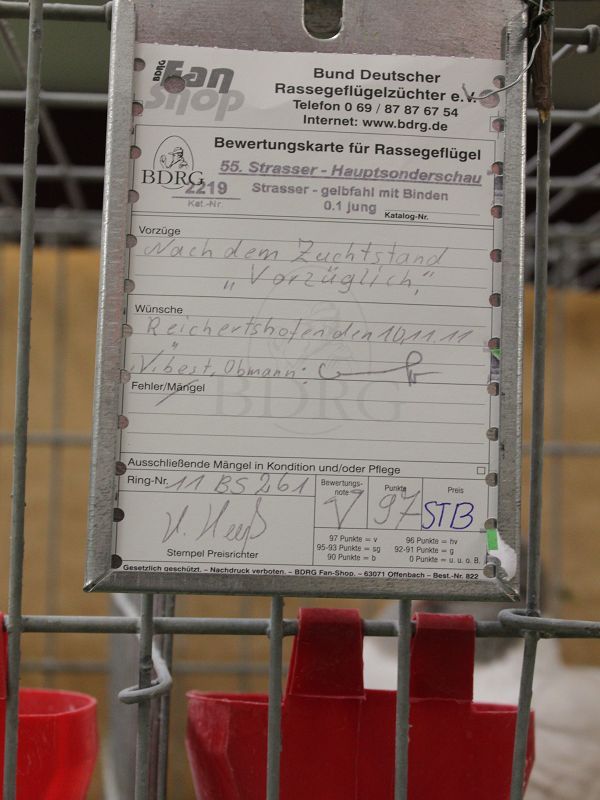 BDRG Fan Shop
Bund Deutscher
Rassegeflügelzüchter e.V.
Telefon 0 69 / 87 87 67 54
Internet: www.bdrg.de
Bewertungskarte für Rassegeflügel
BDRG
55. Strasser - Hauptsonderschau
2219 Strasser - gelbfahl mit Binden
Kat.-Nr. 0.1 jung Katalog-Nr.
Vorzüge
Nach dem Zuchtstand
„Vorzüglich"
Wünsche
Reichertshofen den 10.11.11
„V. best. Obmann:
Fehler/Mängel
BDRG
Ausschließende Mängel in Kondition und/oder Pflege
Ring-Nr. 11 BS 261
Bewertungs-
note V
Punkte 97
Preis STB
Stempel Preisrichter
97 Punkte = v 96 Punkte = hv
95-93 Punkte = sg 92-91 Punkte = g
90 Punkte = b 0 Punkte = u. u. o. B.
Gesetzlich geschützt. – Nachdruck verboten. – BDRG Fan-Shop. – 63071 Offenbach – Best.-Nr. 822